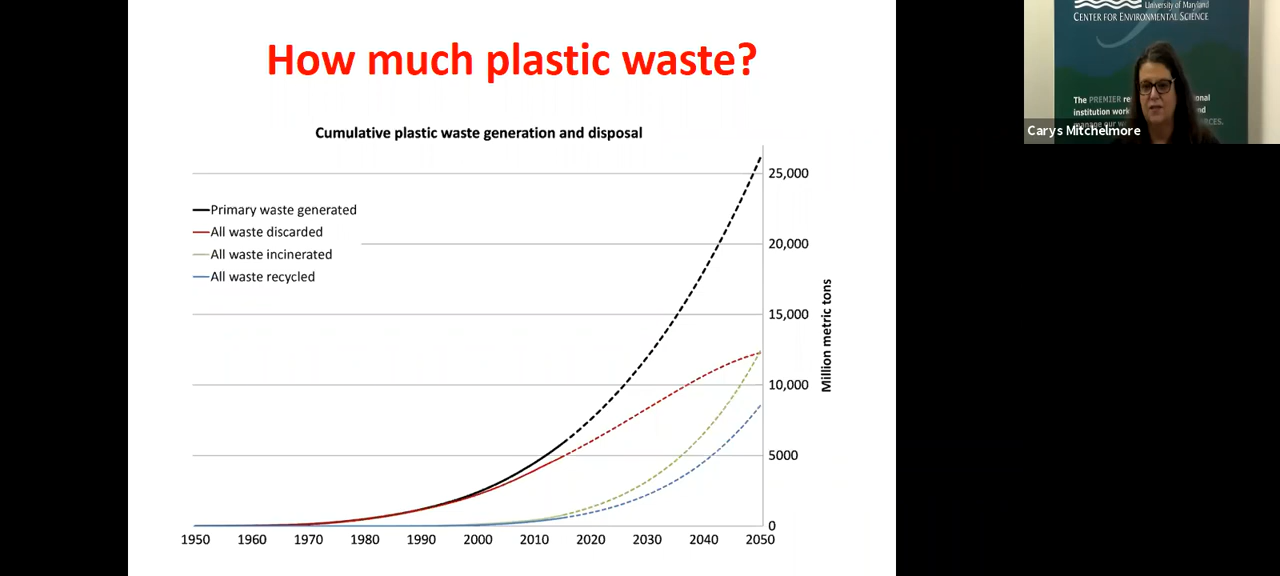 How much plastic waste?
Cumulative plastic waste generation and disposal
Primary waste generated
All waste discarded
All waste incinerated
All waste recycled
25,000
20,000
15,000
10,000
5000
0
Million metric tons
1950 1960 1970 1980 1990 2000 2010 2020 2030 2040 2050
University of Maryland
CENTER FOR ENVIRONMENTAL SCIENCE
The PREMIER
institution
manage our
Carys Mitchelmore